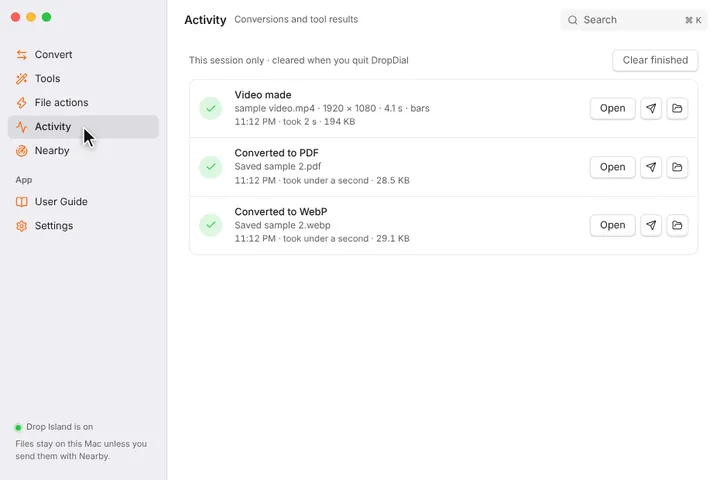 Activity
Conversions and tool results
Search
⌘ K
Convert
Tools
File actions
Activity
Nearby
App
User Guide
Settings
Drop Island is on
Files stay on this Mac unless you
send them with Nearby.
This session only · cleared when you quit DropDial
Clear finished
Video made
sample video.mp4 · 1920 × 1080 · 4.1 s · bars
11:12 PM · took 2 s · 194 KB
Open
Converted to PDF
Saved sample 2.pdf
11:12 PM · took under a second · 28.5 KB
Open
Converted to WebP
Saved sample 2.webp
11:12 PM · took under a second · 29.1 KB
Open